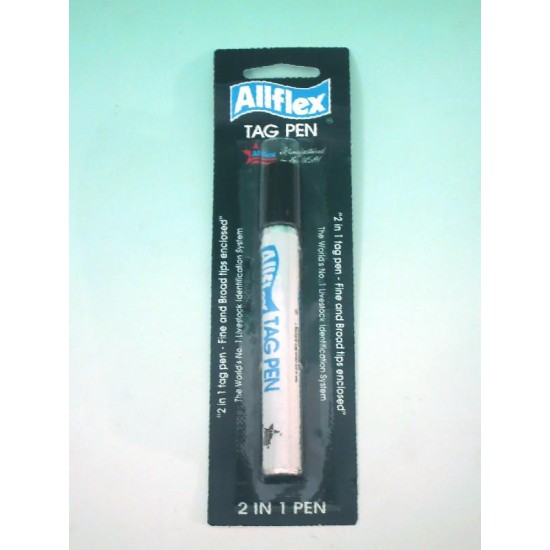 Allflex
®
TAG PEN
Allflex
Manufactured
"2 in 1 tag pen - Fine and Broad tips enclosed"
The World's No. 1 Livestock Identification System
"2 in 1 tag pen - Fine and Broad tips enclosed"
The World's No. 1 Livestock Identification System
Allflex TAG PEN
2 IN 1 PEN